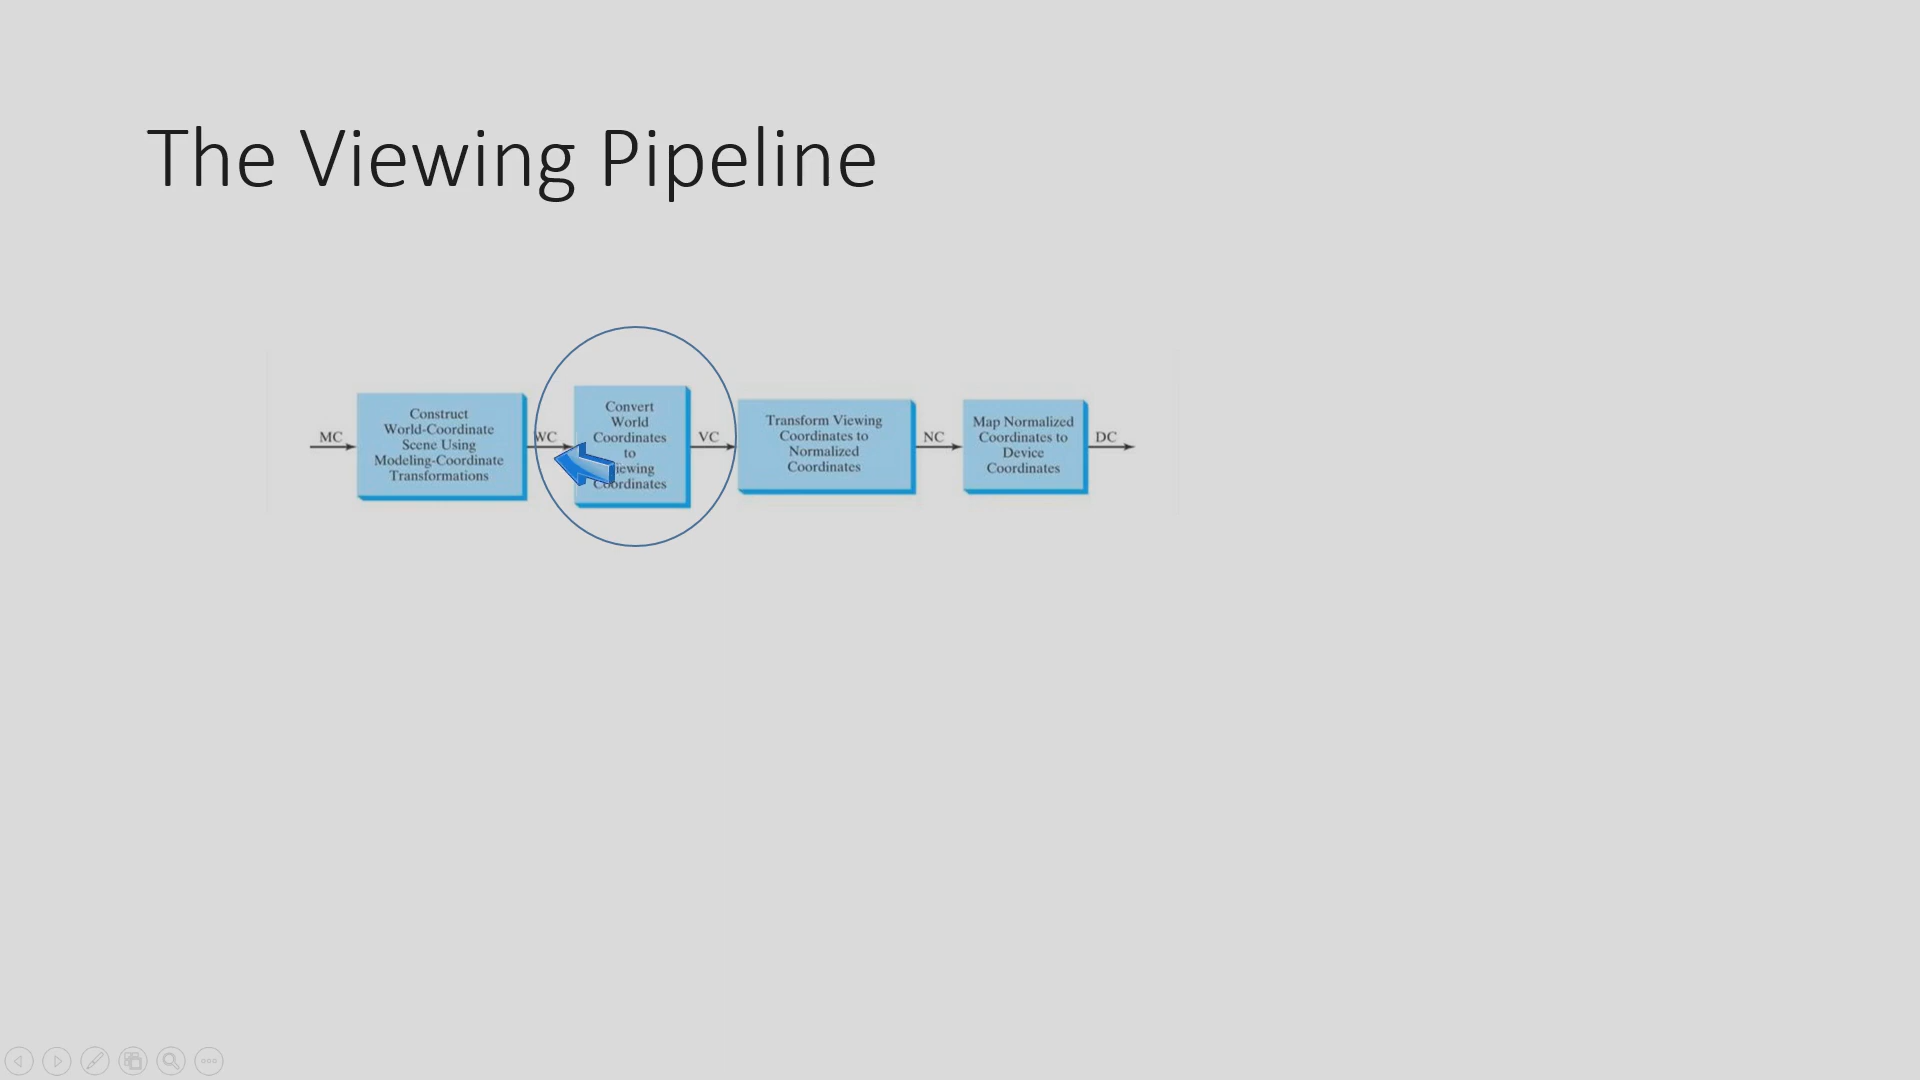 The Viewing Pipeline
MC
Construct
World-Coordinate
Scene Using
Modeling-Coordinate
Transformations
WC
Convert
World
Coordinates
to
iewing
Coordinates
VC
Transform Viewing
Coordinates to
Normalized
Coordinates
NC
Map Normalized
Coordinates to
Device
Coordinates
DC